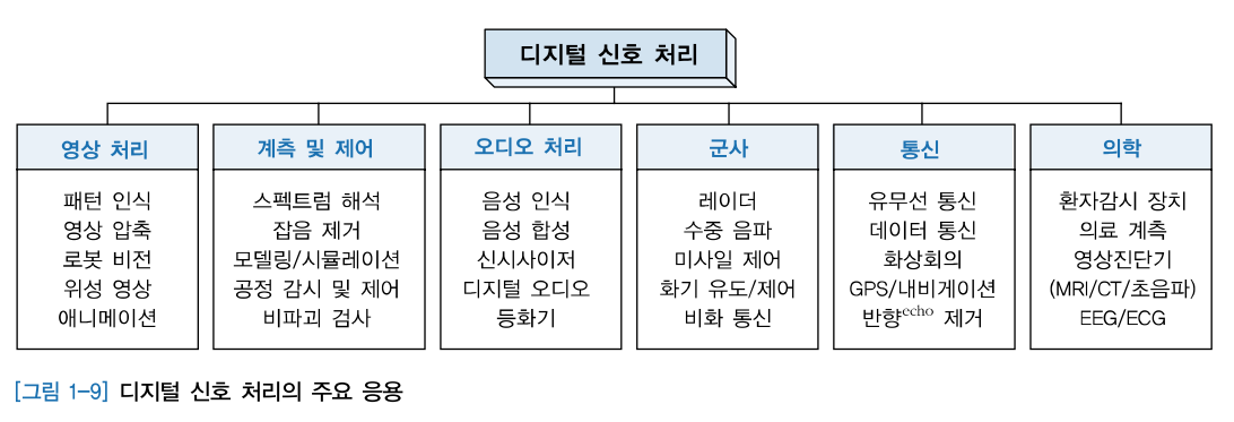 디지털 신호 처리
영상 처리
패턴 인식
영상 압축
로봇 비전
위성 영상
애니메이션
계측 및 제어
스펙트럼 해석
잡음 제거
모델링/시뮬레이션
공정 감시 및 제어
비파괴 검사
오디오 처리
음성 인식
음성 합성
신시사이저
디지털 오디오
등화기
군사
레이더
수중 음파
미사일 제어
화기 유도/제어
비화 통신
통신
유무선 통신
데이터 통신
화상회의
GPS/내비게이션
반향echo 제거
의학
환자감시 장치
의료 계측
영상진단기
(MRI/CT/초음파)
EEG/ECG
[그림 1-9] 디지털 신호 처리의 주요 응용